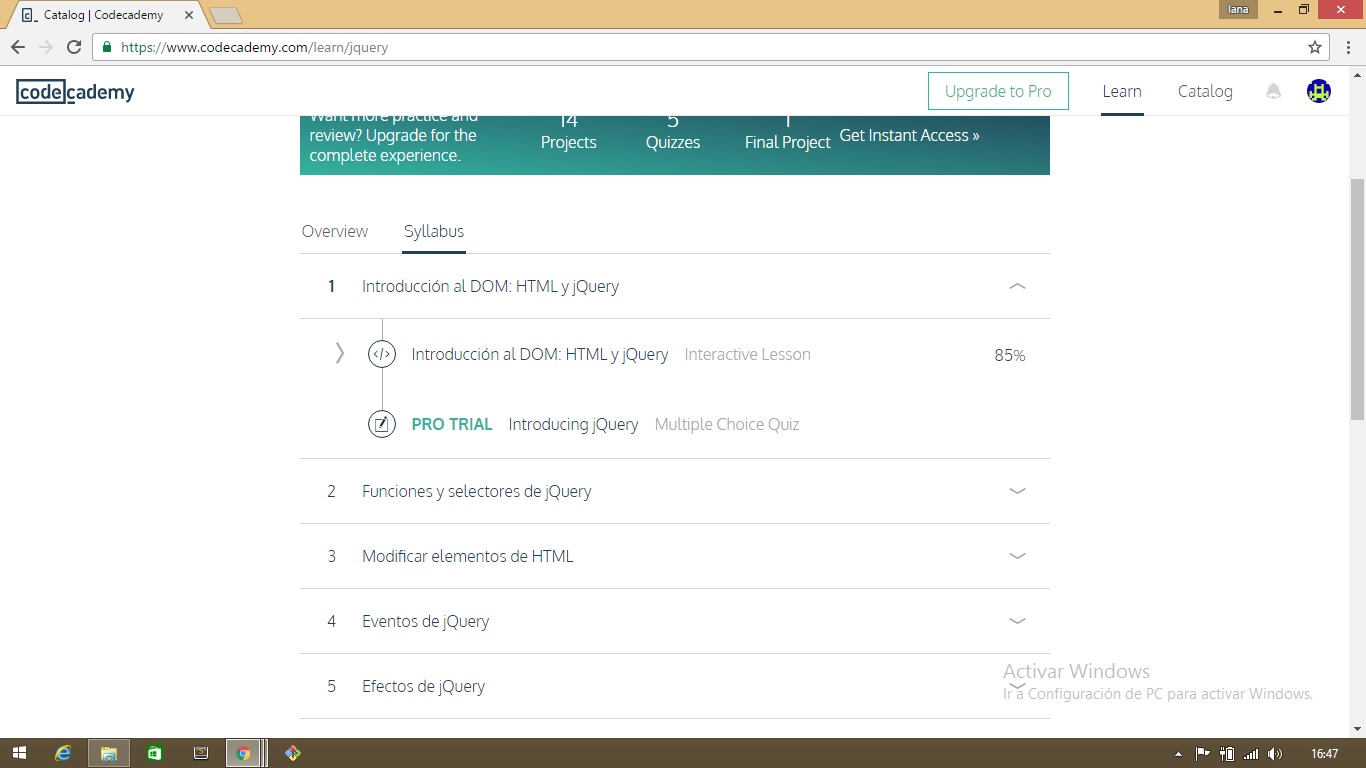 Catalog | Codecademy
Iana
https://www.codecademy.com/learn/jquery
codecademy
Upgrade to Pro
Learn
Catalog
Want more practice and
review? Upgrade for the
complete experience.
14
Projects
5
Quizzes
1
Final Project
Get Instant Access »
Overview
Syllabus
1 Introducción al DOM: HTML y jQuery
</> Introducción al DOM: HTML y jQuery Interactive Lesson 85%
PRO TRIAL Introducing jQuery Multiple Choice Quiz
2 Funciones y selectores de jQuery
3 Modificar elementos de HTML
4 Eventos de jQuery
5 Efectos de jQuery
Activar Windows
Ir a Configuración de PC para activar Windows.
16:47